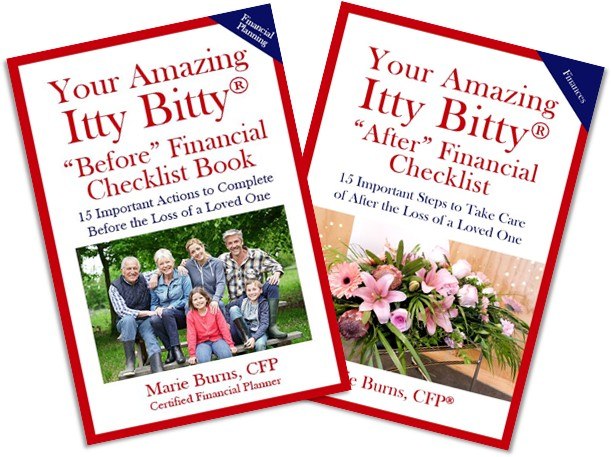 Financial
Planning
Your Amazing
Itty Bitty®
“Before” Financial
Checklist Book
15 Important Actions to Complete
Before the Loss of a Loved One
Marie Burns, CFP
Certified Financial Planner
Finances
Your Amazing
Itty Bitty®
“After” Financial
Checklist
15 Important Steps to Take Care
of After the Loss of a Loved One
Burns, CFP®